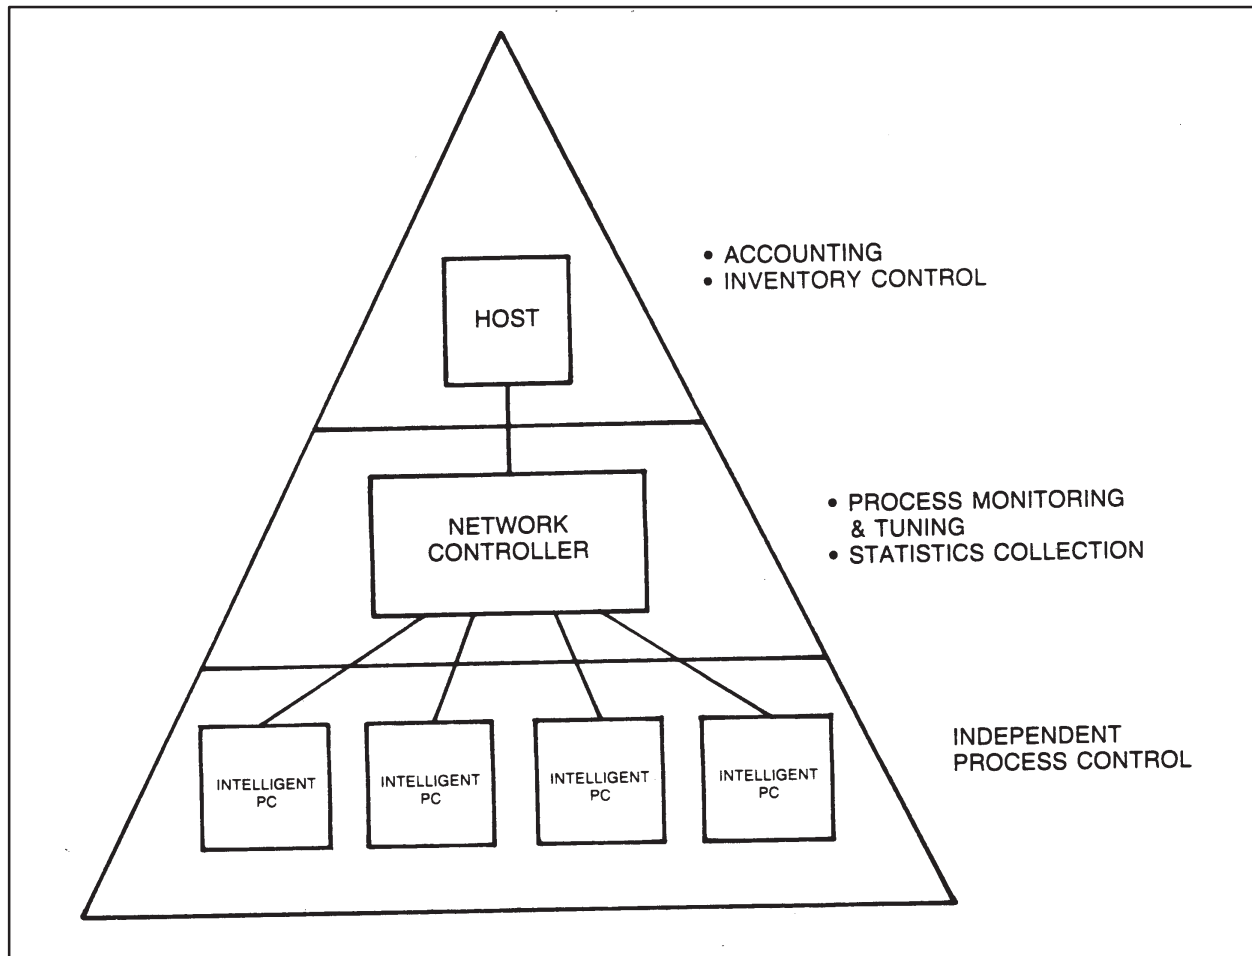 • ACCOUNTING
• INVENTORY CONTROL
HOST
• PROCESS MONITORING
& TUNING
• STATISTICS COLLECTION
NETWORK
CONTROLLER
INDEPENDENT
PROCESS CONTROL
INTELLIGENT
PC
INTELLIGENT
PC
INTELLIGENT
PC
INTELLIGENT
PC